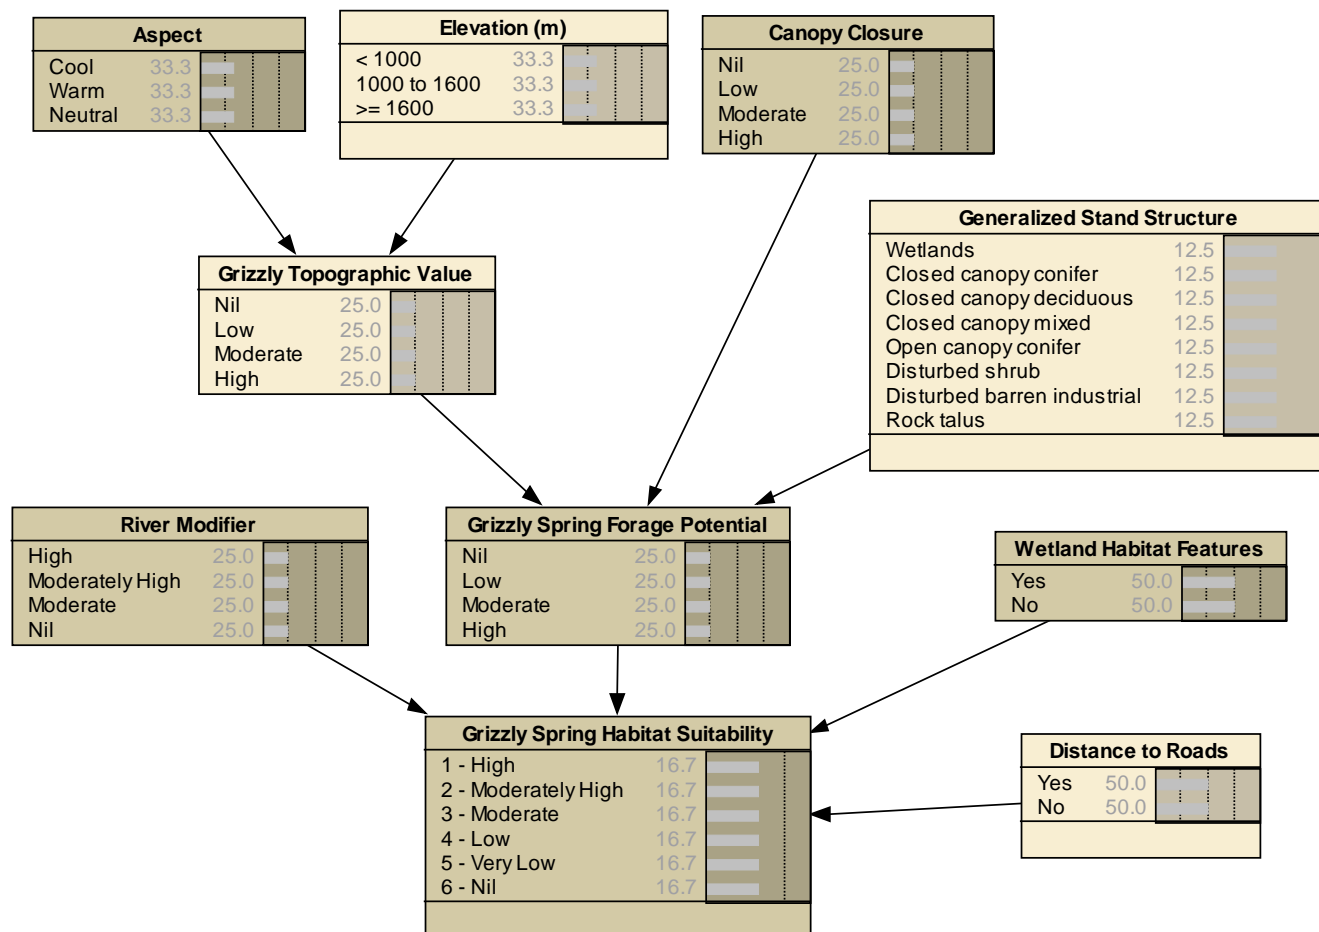 Aspect
Cool 33.3
Warm 33.3
Neutral 33.3
Elevation (m)
< 1000 33.3
1000 to 1600 33.3
>= 1600 33.3
Canopy Closure
Nil 25.0
Low 25.0
Moderate 25.0
High 25.0
Generalized Stand Structure
Wetlands 12.5
Closed canopy conifer 12.5
Closed canopy deciduous 12.5
Closed canopy mixed 12.5
Open canopy conifer 12.5
Disturbed shrub 12.5
Disturbed barren industrial 12.5
Rock talus 12.5
Grizzly Topographic Value
Nil 25.0
Low 25.0
Moderate 25.0
High 25.0
River Modifier
High 25.0
Moderately High 25.0
Moderate 25.0
Nil 25.0
Grizzly Spring Forage Potential
Nil 25.0
Low 25.0
Moderate 25.0
High 25.0
Wetland Habitat Features
Yes 50.0
No 50.0
Grizzly Spring Habitat Suitability
1 - High 16.7
2 - Moderately High 16.7
3 - Moderate 16.7
4 - Low 16.7
5 - Very Low 16.7
6 - Nil 16.7
Distance to Roads
Yes 50.0
No 50.0